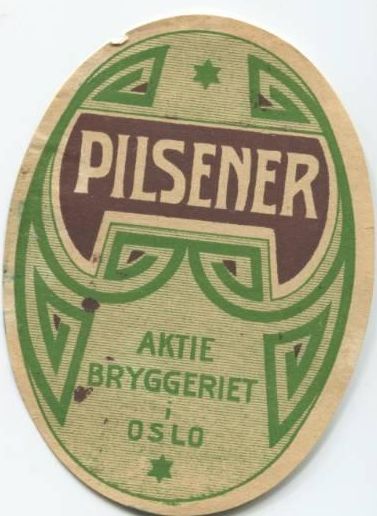 PILSENER
AKTIE
BRYGGERIET
i
OSLO